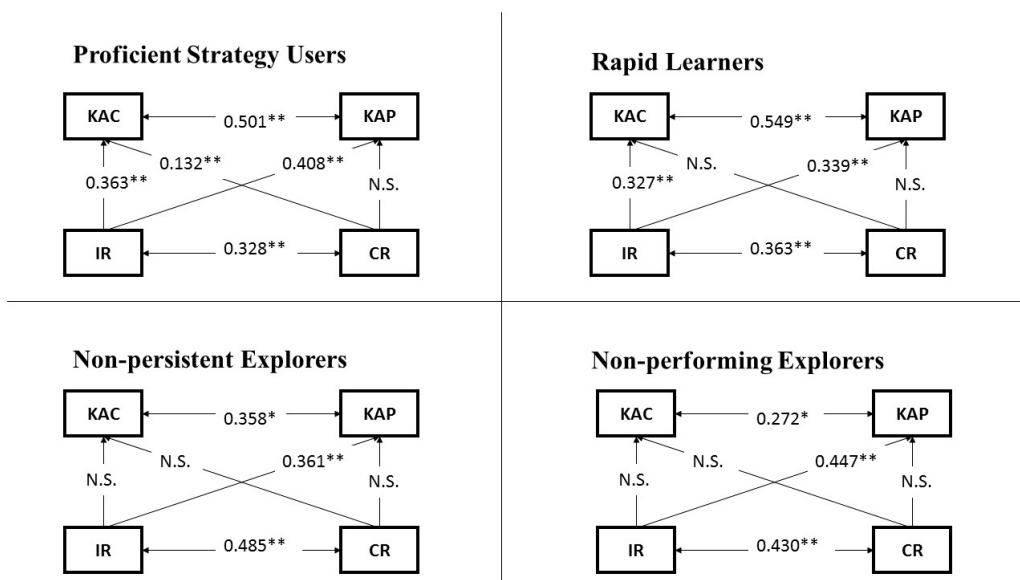 Proficient Strategy Users
KAC
0.501**
KAP
0.132**
0.408**
0.363**
N.S.
IR
0.328**
CR
Rapid Learners
KAC
0.549**
KAP
N.S.
0.339**
0.327**
N.S.
IR
0.363**
CR
Non-persistent Explorers
KAC
0.358*
KAP
N.S.
0.361**
N.S.
N.S.
IR
0.485**
CR
Non-performing Explorers
KAC
0.272*
KAP
N.S.
0.447**
N.S.
N.S.
IR
0.430**
CR